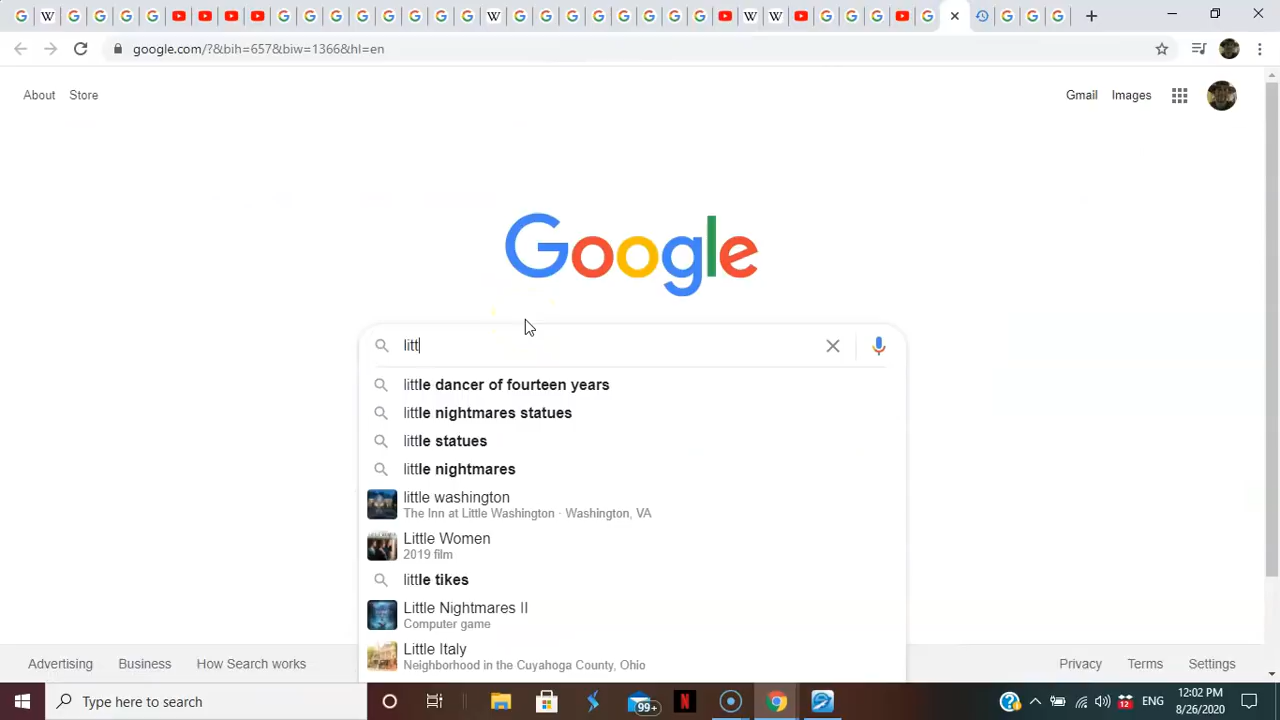 google.com/?&bih=657&biw=1366&hl=en
About Store
Gmail Images
Google
litt
little dancer of fourteen years
little nightmares statues
little statues
little nightmares
little washington
The Inn at Little Washington · Washington, VA
Little Women
2019 film
little tikes
Little Nightmares II
Computer game
Little Italy
Neighborhood in the Cuyahoga County, Ohio
Advertising Business How Search works
Privacy Terms Settings
Type here to search
99+
N
12
ENG
12:02 PM
8/26/2020